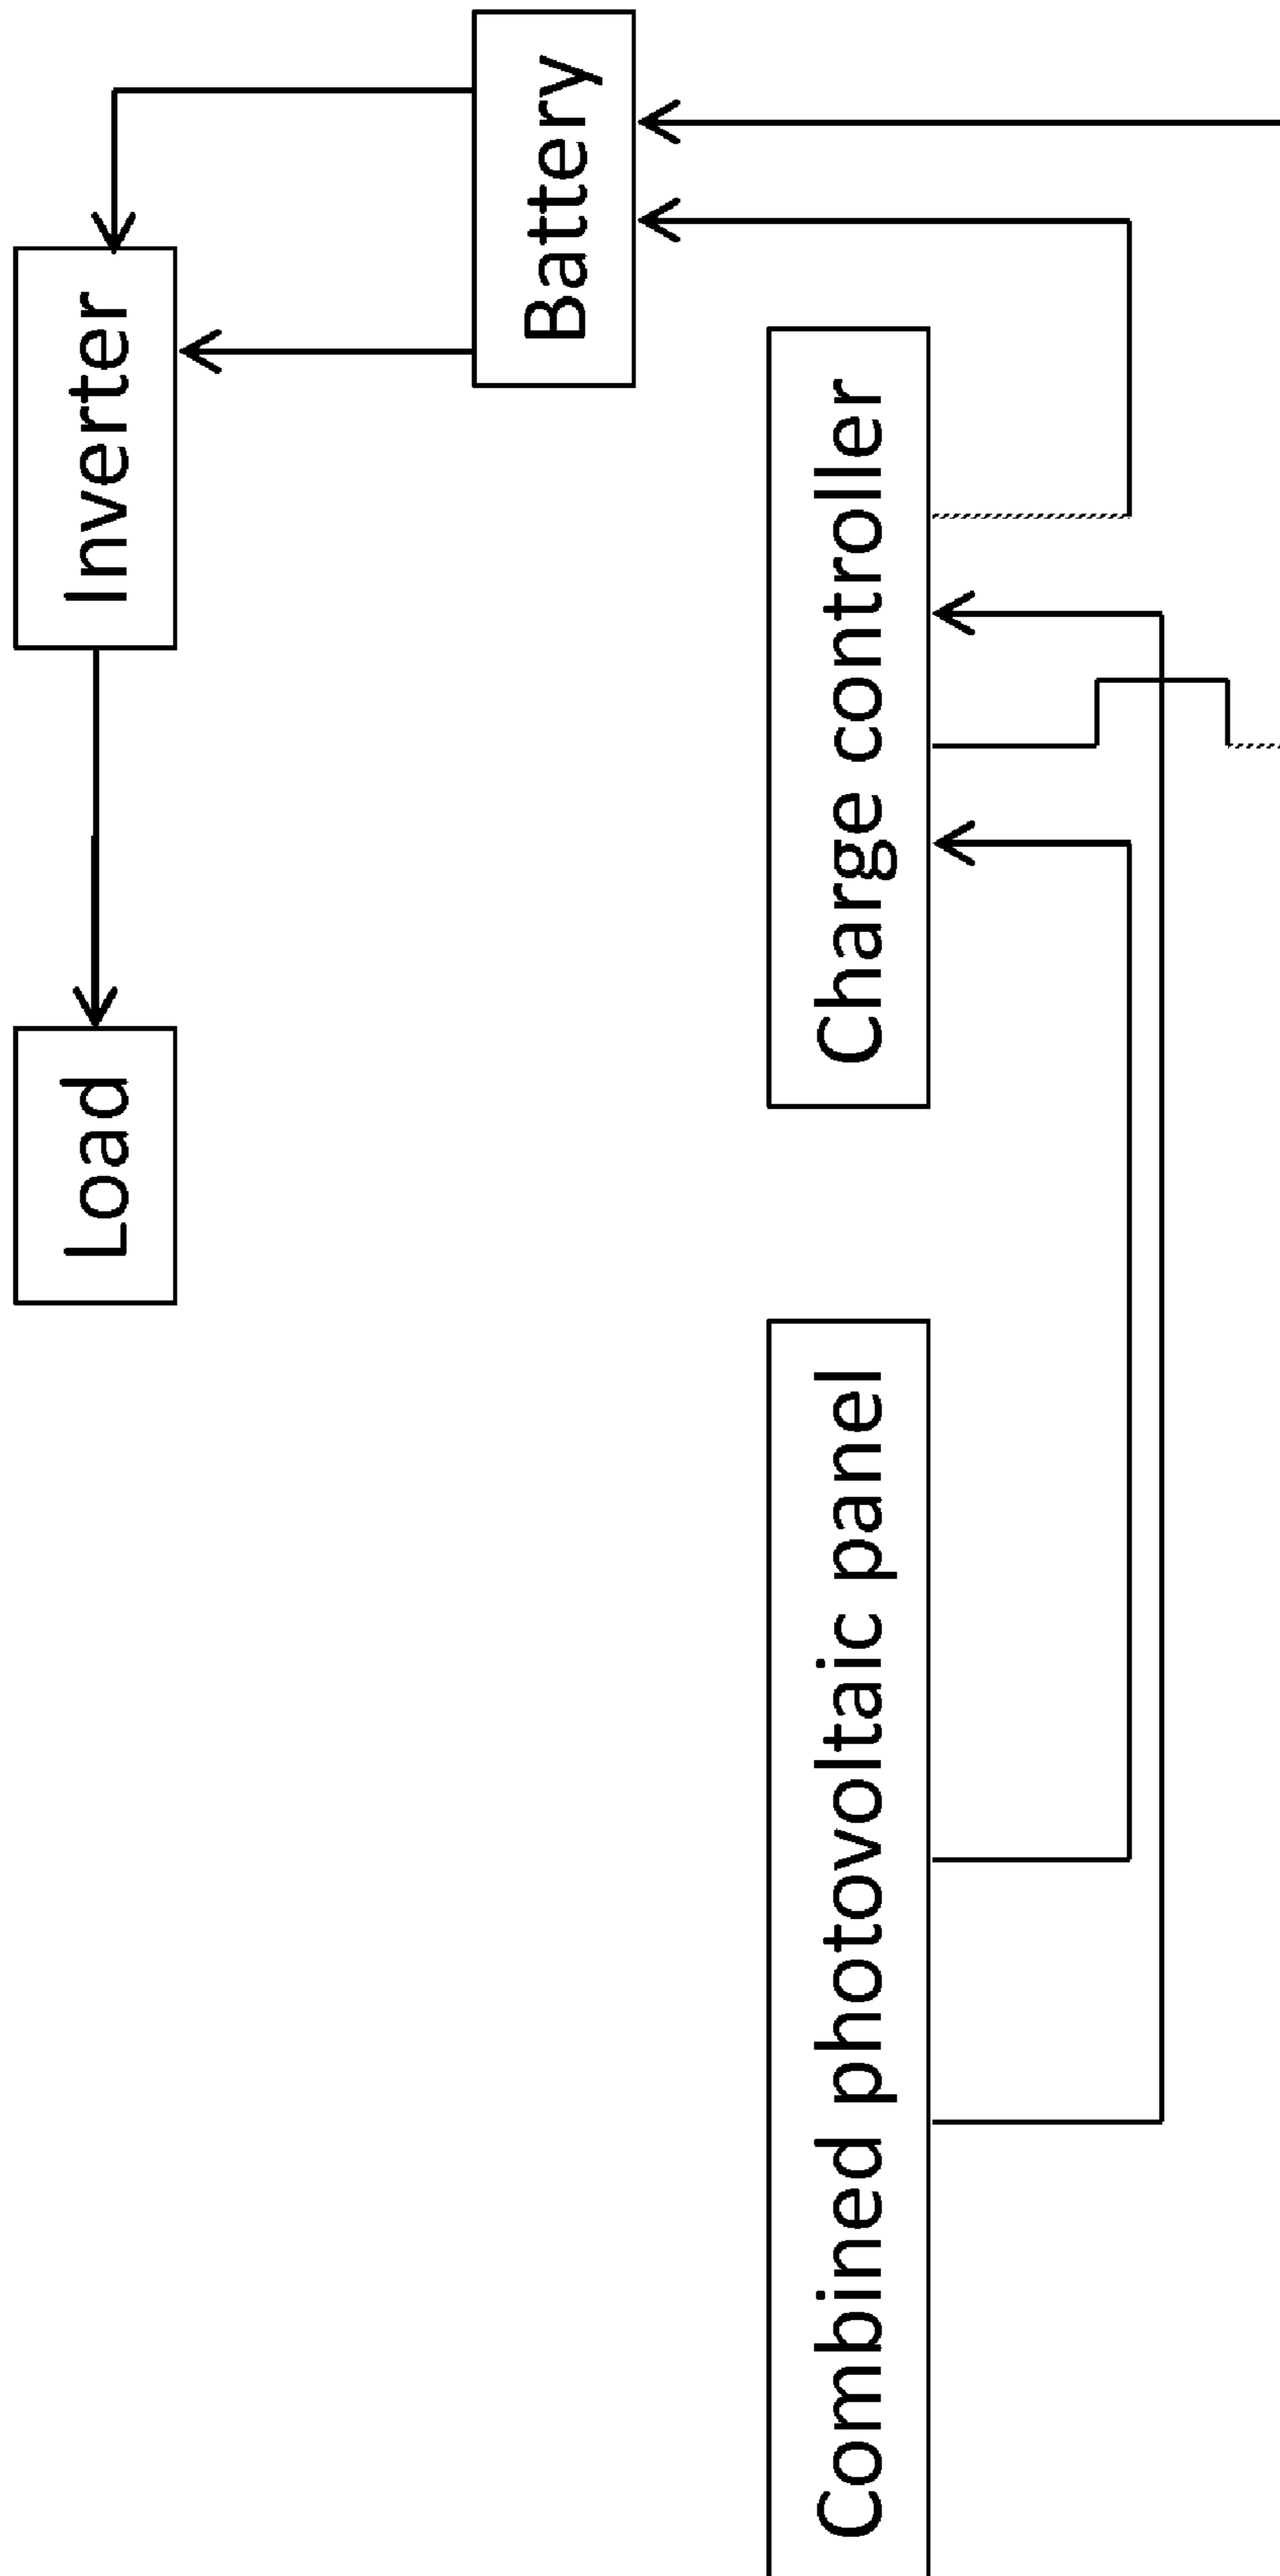 Load
Inverter
Battery
Combined photovoltaic panel
Charge controller